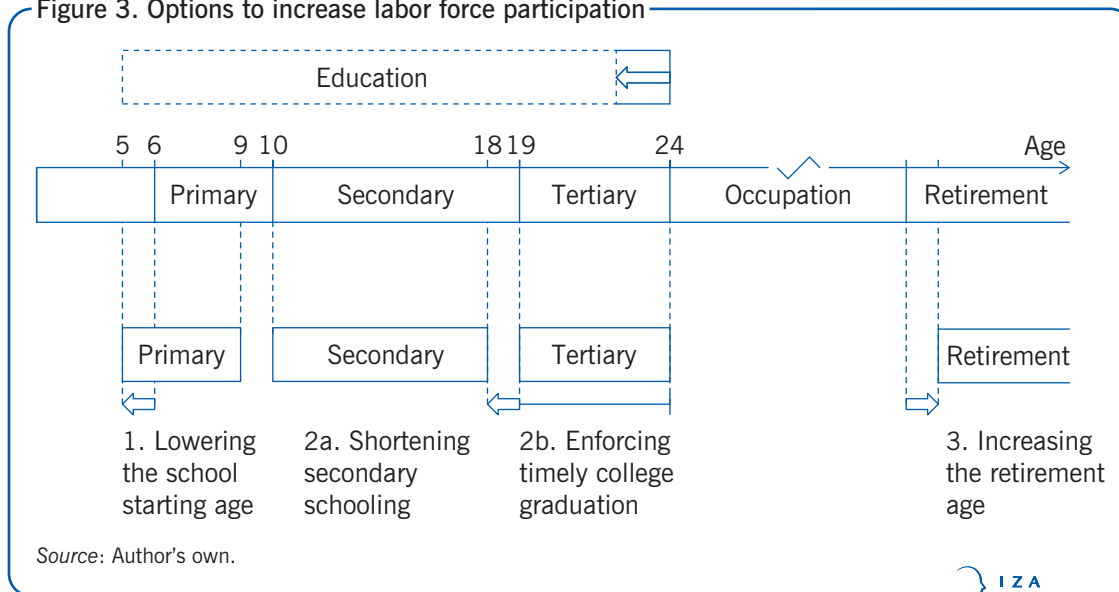 Figure 3. Options to increase labor force participation
Education
5 6 9 10 18 19 24 Age
Primary Secondary Tertiary Occupation Retirement
Primary Secondary Tertiary Retirement
1. Lowering
the school
starting age
2a. Shortening
secondary
schooling
2b. Enforcing
timely college
graduation
3. Increasing
the retirement
age
Source: Author's own.
IZA